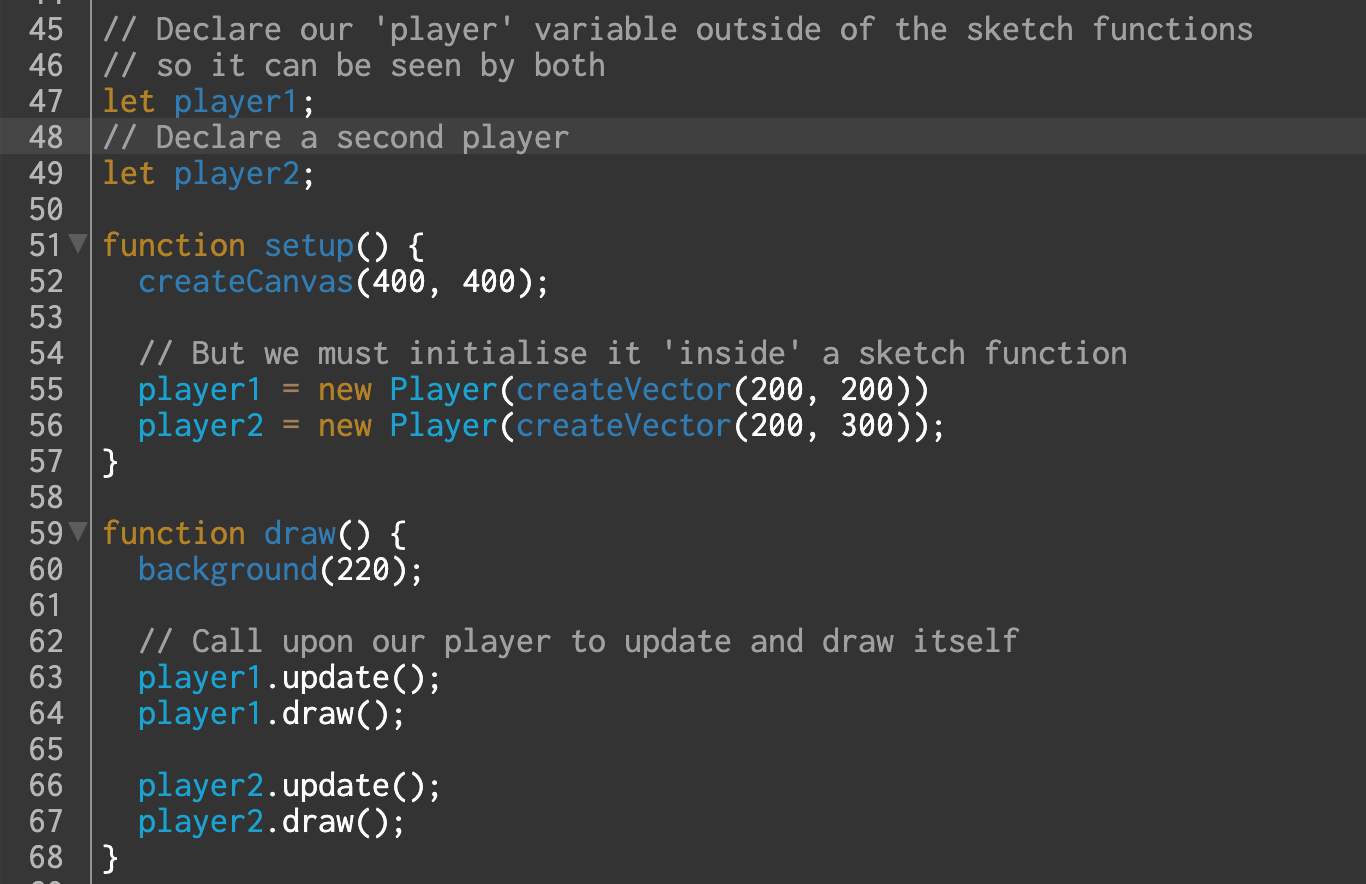 45 // Declare our 'player' variable outside of the sketch functions
46 // so it can be seen by both
47 let player1;
48 // Declare a second player
49 let player2;
50
51 function setup() {
52   createCanvas(400, 400);
53
54   // But we must initialise it 'inside' a sketch function
55   player1 = new Player(createVector(200, 200))
56   player2 = new Player(createVector(200, 300));
57 }
58
59 function draw() {
60   background(220);
61
62   // Call upon our player to update and draw itself
63   player1.update();
64   player1.draw();
65
66   player2.update();
67   player2.draw();
68 }